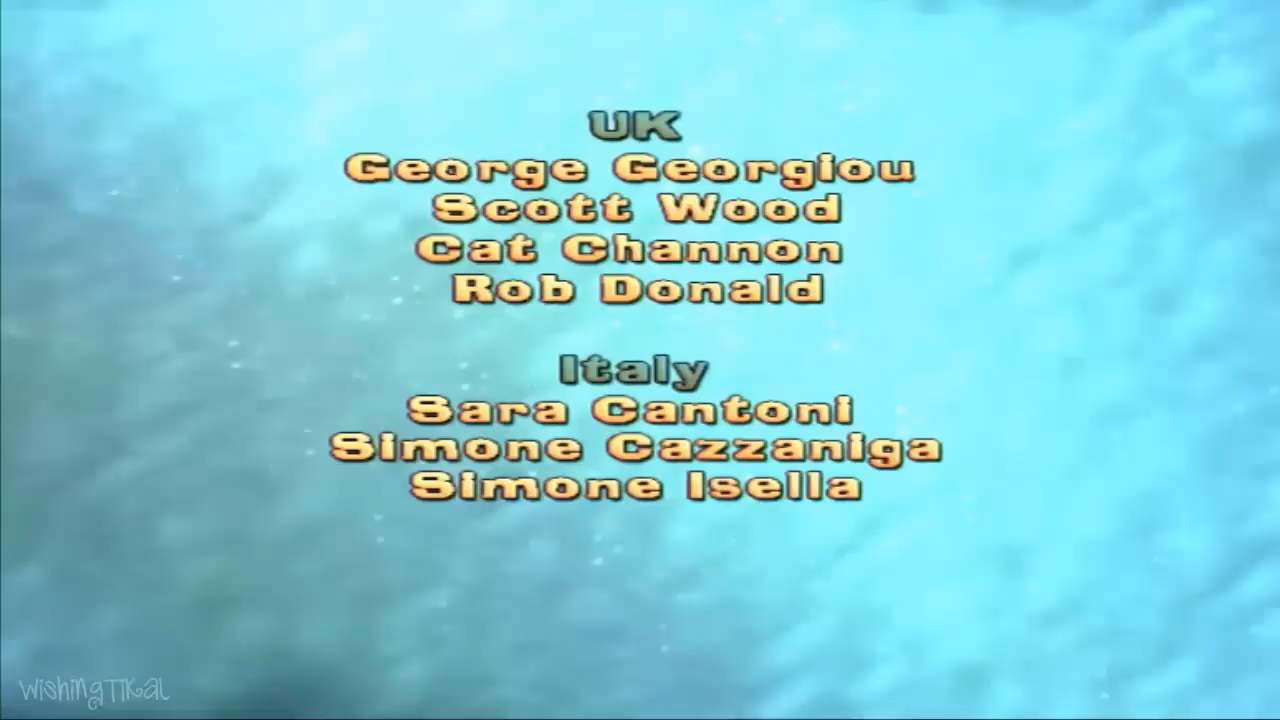 UK
George Georgiou
Scott Wood
Cat Channon
Rob Donald
Italy
Sara Cantoni
Simone Cazzaniga
Simone Isella
WishingTikal